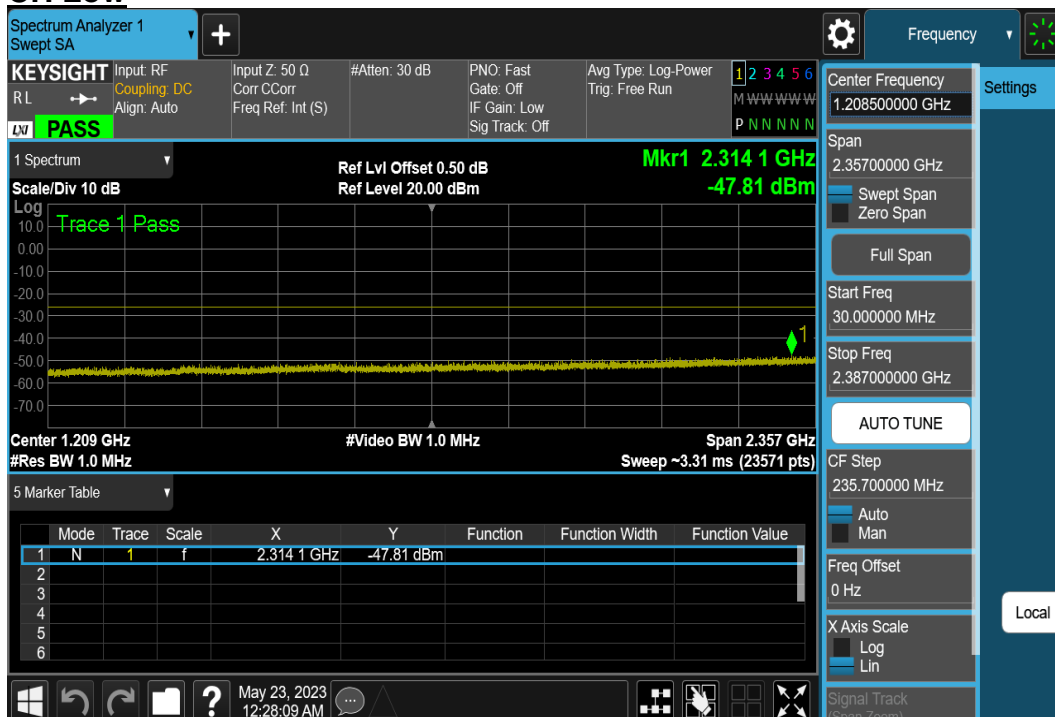 Spectrum Analyzer 1
Swept SA
Frequency
KEYSIGHT
R L
LXI
PASS
Input: RF
Coupling: DC
Align: Auto
Input Z: 50 Ω
Corr CCorr
Freq Ref: Int (S)
#Atten: 30 dB
PNO: Fast
Gate: Off
IF Gain: Low
Sig Track: Off
Avg Type: Log-Power
Trig: Free Run
1 2 3 4 5 6
M W W W W W
P N N N N N
1 Spectrum
Scale/Div 10 dB
Ref Lvl Offset 0.50 dB
Ref Level 20.00 dBm
Mkr1 2.314 1 GHz
-47.81 dBm
Log
Trace 1 Pass
10.0
0.00
-10.0
-20.0
-30.0
-40.0
-50.0
-60.0
-70.0
1
Center 1.209 GHz
#Video BW 1.0 MHz
Span 2.357 GHz
#Res BW 1.0 MHz
Sweep ~3.31 ms (23571 pts)
5 Marker Table
Mode Trace Scale X Y Function Function Width Function Value
1 N 1 f 2.314 1 GHz -47.81 dBm
2
3
4
5
6
May 23, 2023
12:28:09 AM
Center Frequency
1.208500000 GHz
Span
2.35700000 GHz
Swept Span
Zero Span
Full Span
Start Freq
30.000000 MHz
Stop Freq
2.387000000 GHz
AUTO TUNE
CF Step
235.700000 MHz
Auto
Man
Freq Offset
0 Hz
X Axis Scale
Log
Lin
Signal Track
(Span Zoom)
Settings
Local